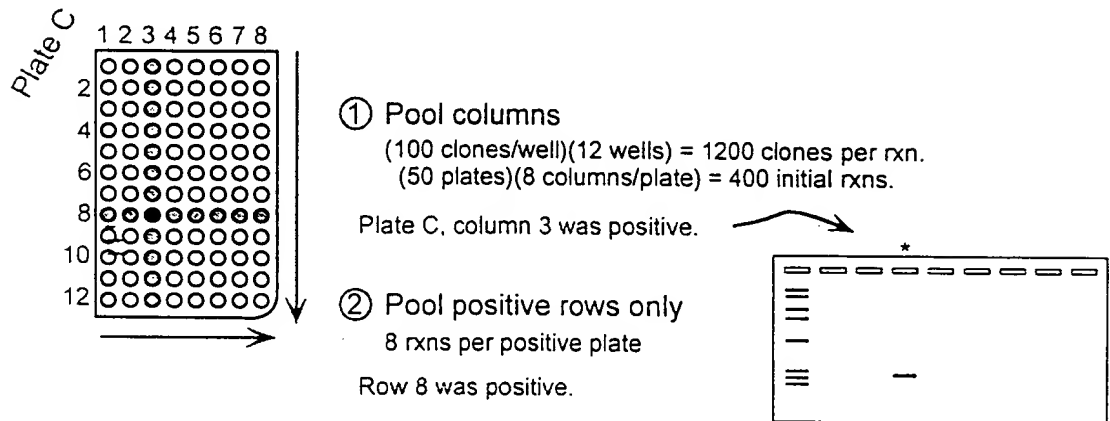 Plate C
1 2 3 4 5 6 7 8
2
4
6
8
10
12
① Pool columns
(100 clones/well)(12 wells) = 1200 clones per rxn.
(50 plates)(8 columns/plate) = 400 initial rxns.
Plate C, column 3 was positive.
*
② Pool positive rows only
8 rxns per positive plate
Row 8 was positive.